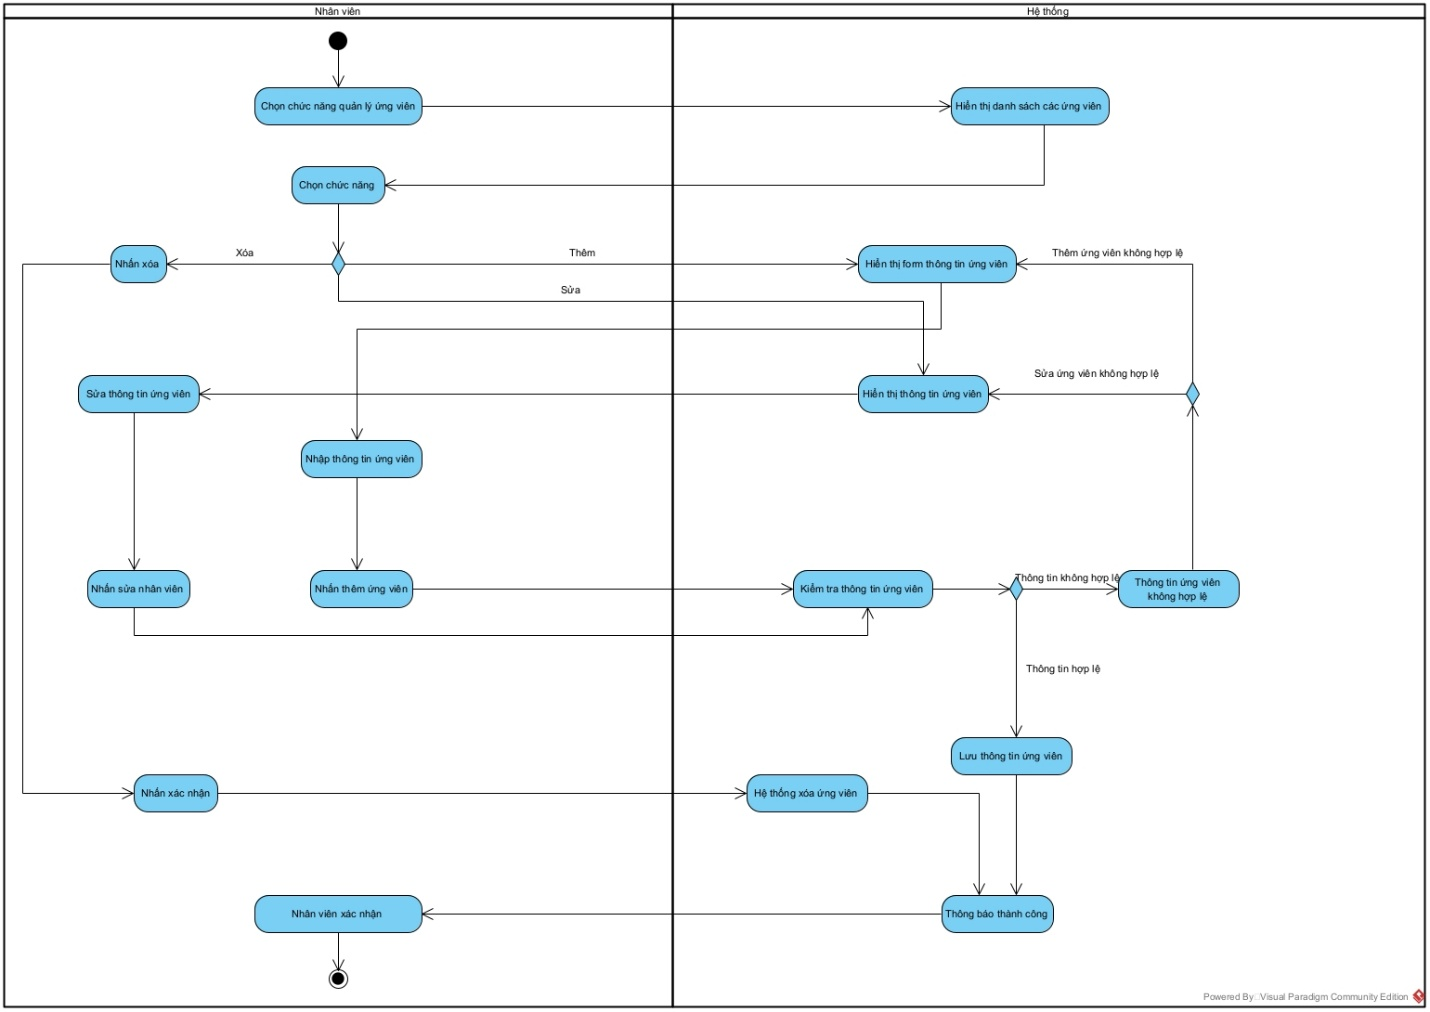 Nhân viên
Hệ thống
Chọn chức năng quản lý ứng viên
Hiển thị danh sách các ứng viên
Chọn chức năng
Nhấn xóa
Xóa
Thêm
Hiển thị form thông tin ứng viên
Thêm ứng viên không hợp lệ
Sửa
Sửa thông tin ứng viên
Hiển thị thông tin ứng viên
Sửa ứng viên không hợp lệ
Nhập thông tin ứng viên
Nhấn sửa nhân viên
Nhấn thêm ứng viên
Kiểm tra thông tin ứng viên
Thông tin không hợp lệ
Thông tin ứng viên
không hợp lệ
Thông tin hợp lệ
Lưu thông tin ứng viên
Nhấn xác nhận
Hệ thống xóa ứng viên
Nhân viên xác nhận
Thông báo thành công
Powered By Visual Paradigm Community Edition